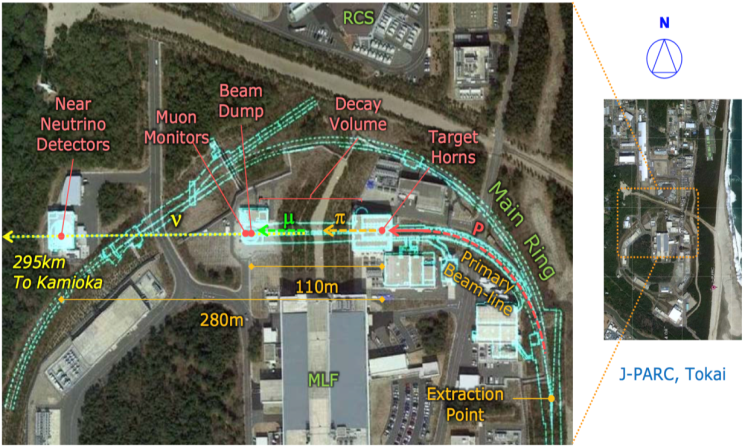 RCS
N
Near
Neutrino
Detectors
Muon
Monitors
Beam
Dump
Decay
Volume
Target
Horns
Main Ring
ν
μ
π
P
295km
To Kamioka
Primary
Beam-line
110m
280m
MLF
Extraction
Point
J-PARC, Tokai